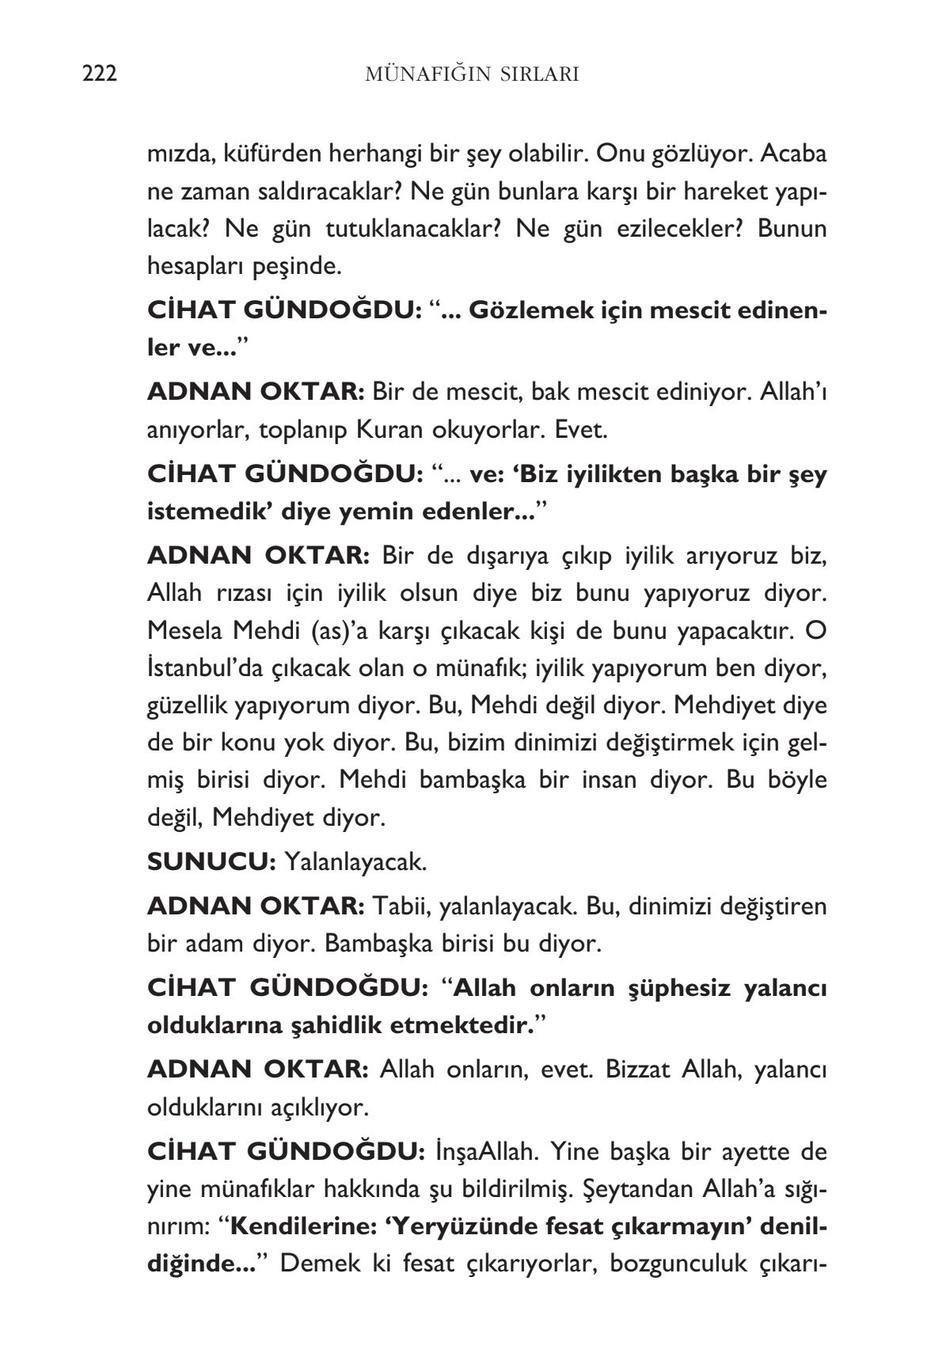 222
MÜNAFIĞIN SIRLARI
mızda, küfürden herhangi bir şey olabilir. Onu gözlüyor. Acaba
ne zaman saldıracaklar? Ne gün bunlara karşı bir hareket yapı-
lacak? Ne gün tutuklanacaklar? Ne gün ezilecekler? Bunun
hesapları peşinde.
CİHAT GÜNDOĞDU: “... Gözlemek için mescit edinen-
ler ve...”
ADNAN OKTAR: Bir de mescit, bak mescit ediniyor. Allah’ı
anıyorlar, toplanıp Kuran okuyorlar. Evet.
CİHAT GÜNDOĞDU: “... ve: ‘Biz iyilikten başka bir şey
istemedik’ diye yemin edenler...”
ADNAN OKTAR: Bir de dışarıya çıkıp iyilik arıyoruz biz,
Allah rızası için iyilik olsun diye biz bunu yapıyoruz diyor.
Mesela Mehdi (as)’a karşı çıkacak kişi de bunu yapacaktır. O
İstanbul’da çıkacak olan o münafık; iyilik yapıyorum ben diyor,
güzellik yapıyorum diyor. Bu, Mehdi değil diyor. Mehdiyet diye
de bir konu yok diyor. Bu, bizim dinimizi değiştirmek için gel-
miş birisi diyor. Mehdi bambaşka bir insan diyor. Bu böyle
değil, Mehdiyet diyor.
SUNUCU: Yalanlayacak.
ADNAN OKTAR: Tabii, yalanlayacak. Bu, dinimizi değiştiren
bir adam diyor. Bambaşka birisi bu diyor.
CİHAT GÜNDOĞDU: “Allah onların şüphesiz yalancı
olduklarına şahidlik etmektedir.”
ADNAN OKTAR: Allah onların, evet. Bizzat Allah, yalancı
olduklarını açıklıyor.
CİHAT GÜNDOĞDU: İnşaAllah. Yine başka bir ayette de
yine münafıklar hakkında şu bildirilmiş. Şeytandan Allah’a sığı-
nırım: “Kendilerine: ‘Yeryüzünde fesat çıkarmayın’ denil-
diğinde...” Demek ki fesat çıkarıyorlar, bozgunculuk çıkarı-